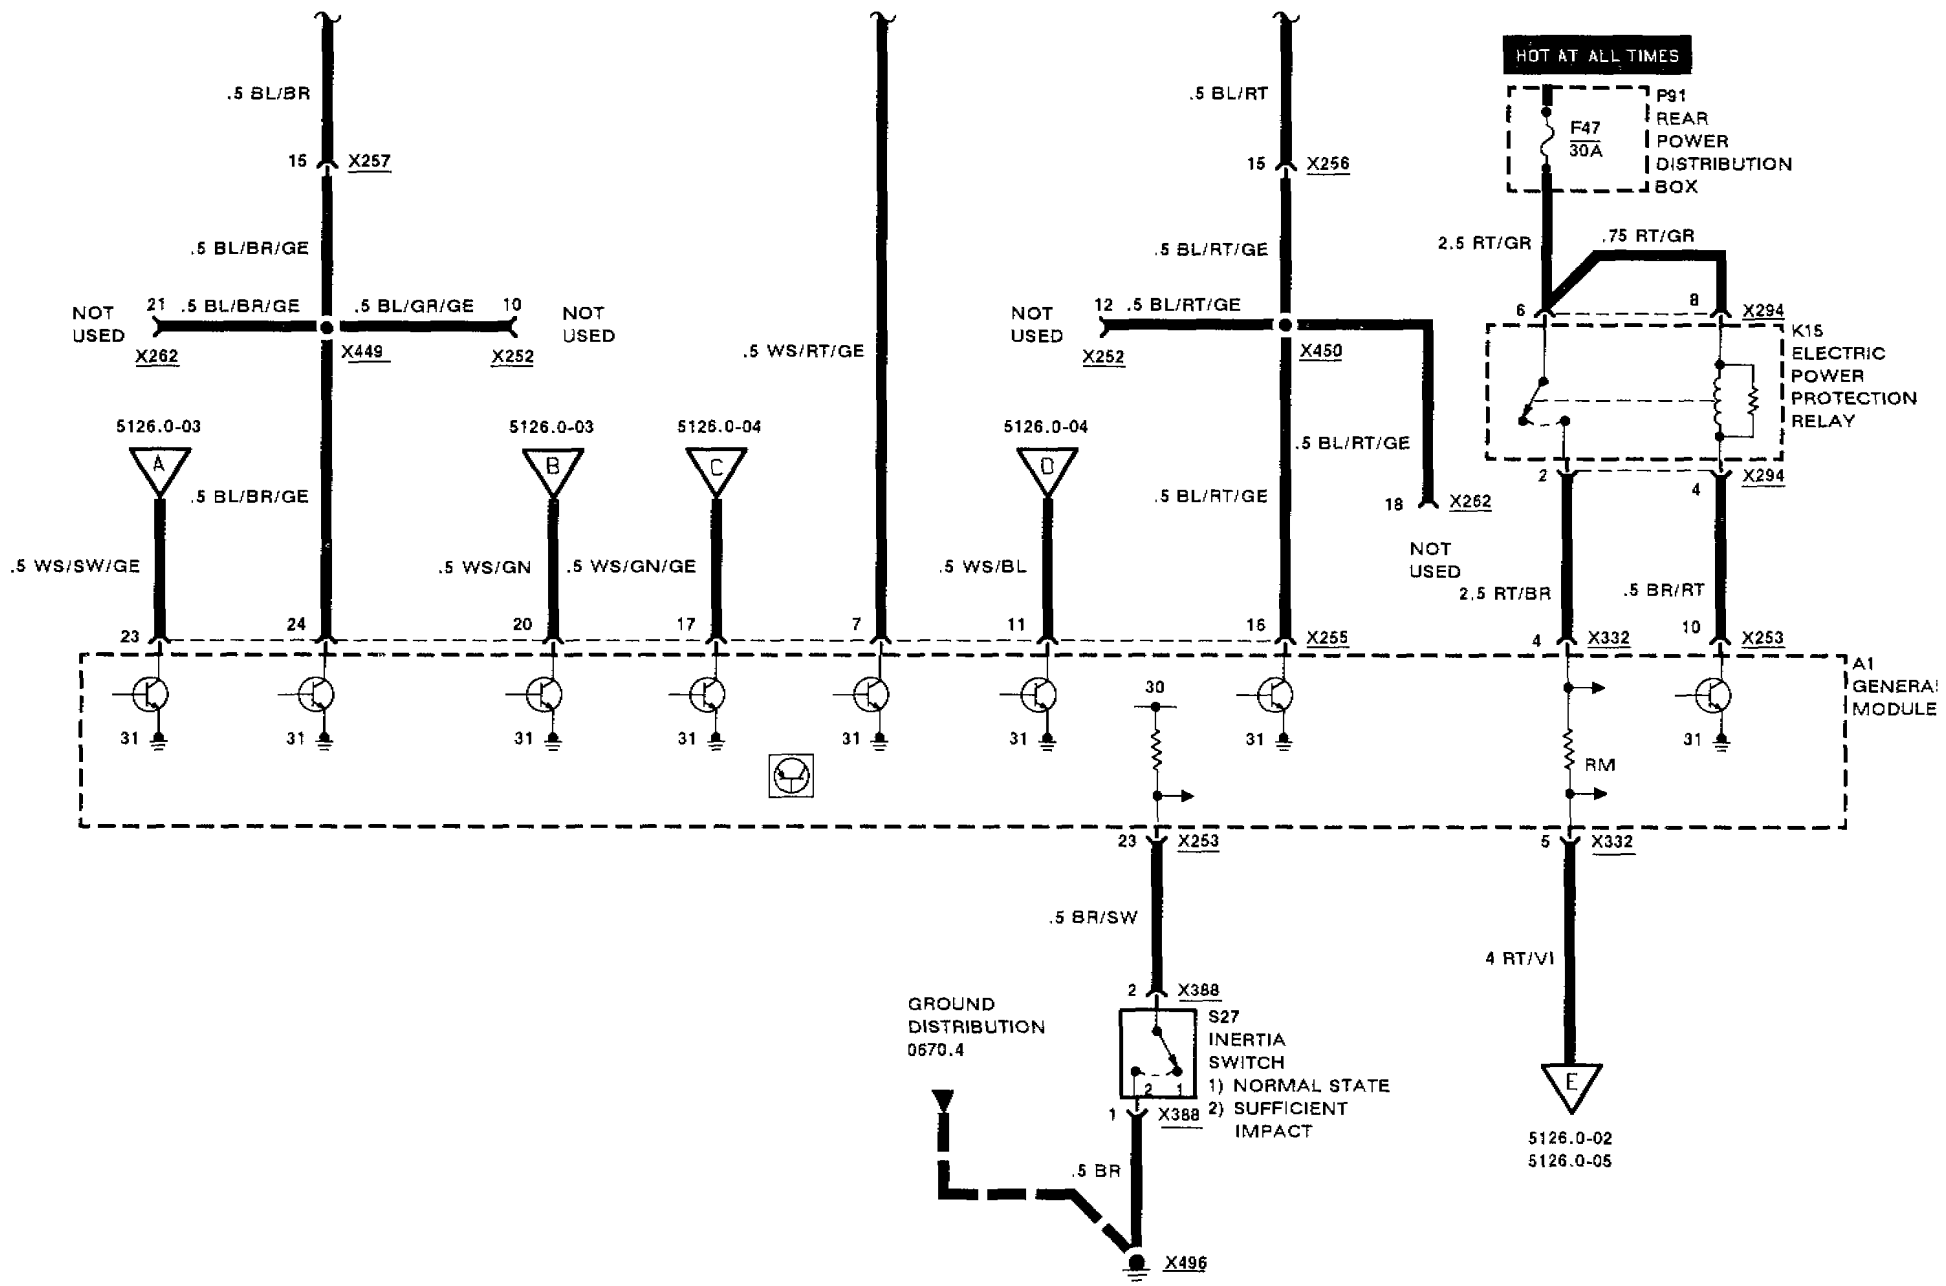 HOT AT ALL TIMES
.5 BL/BR
.5 BL/RT
P91
REAR
POWER
DISTRIBUTION
BOX
F47
30A
15 X257
15 X256
.5 BL/BR/GE
.5 BL/RT/GE
2.5 RT/GR
.75 RT/GR
NOT
USED
21 .5 BL/BR/GE
X262
.5 BL/GR/GE 10
X449
X252
NOT
USED
.5 WS/RT/GE
NOT
USED
12 .5 BL/RT/GE
X252
X450
6
8 X294
K15
ELECTRIC
POWER
PROTECTION
RELAY
5126.0-03
A
5126.0-03
B
5126.0-04
C
5126.0-04
D
.5 BL/RT/GE
.5 BL/BR/GE
.5 BL/RT/GE
18 X262
NOT
USED
2
4
X294
.5 WS/SW/GE
.5 WS/GN
.5 WS/GN/GE
.5 WS/BL
2.5 RT/BR
.5 BR/RT
23
24
20
17
7
11
16 X255
4 X332
10 X253
A1
GENERA
MODULE
30
31
31
31
31
31
31
31
31
RM
23 X253
5 X332
.5 BR/SW
4 RT/VI
2 X388
S27
INERTIA
SWITCH
1) NORMAL STATE
2) SUFFICIENT
IMPACT
2 1
1 X388
GROUND
DISTRIBUTION
0670.4
E
5126.0-02
5126.0-05
.5 BR
X496